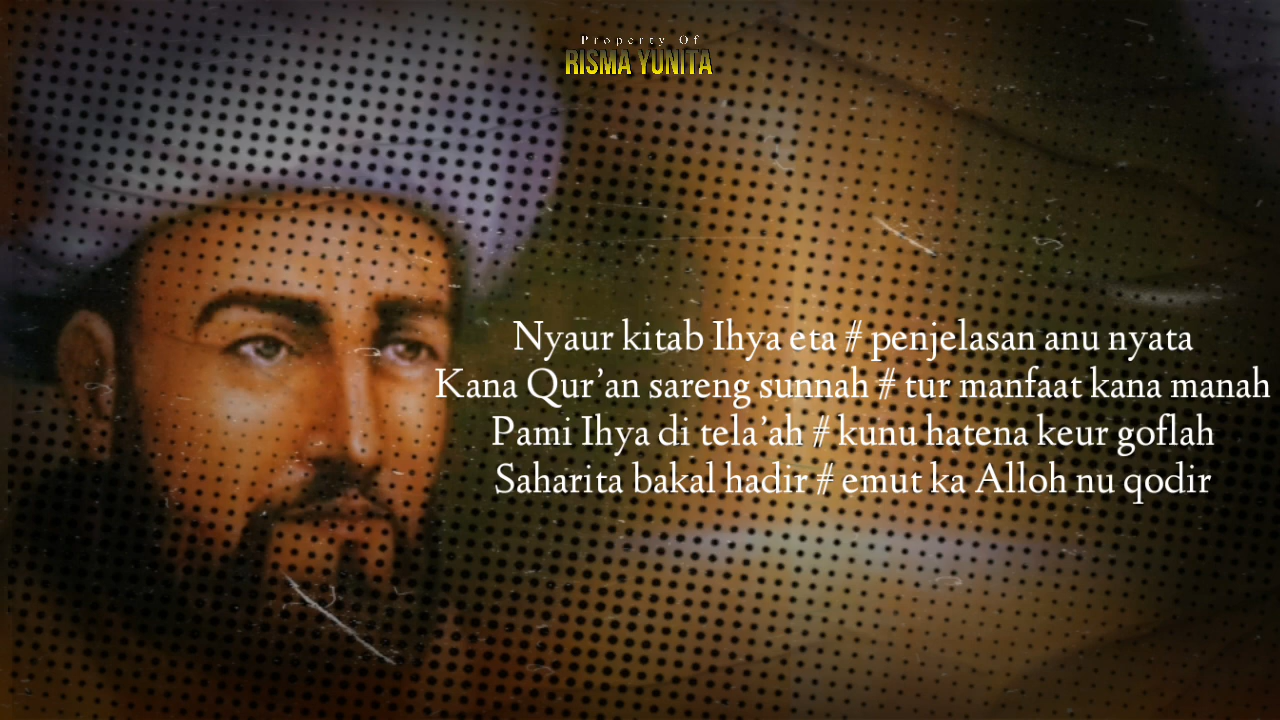 Property Of
RISMA YUNITA
Nyaur kitab Ihya eta # penjelasan anu nyata
Kana Qur’an sareng sunnah # tur manfaat kana manah
Pami Ihya di tela’ah # kunu hatena keur goflah
Saharita bakal hadir # emut ka Alloh nu qodir